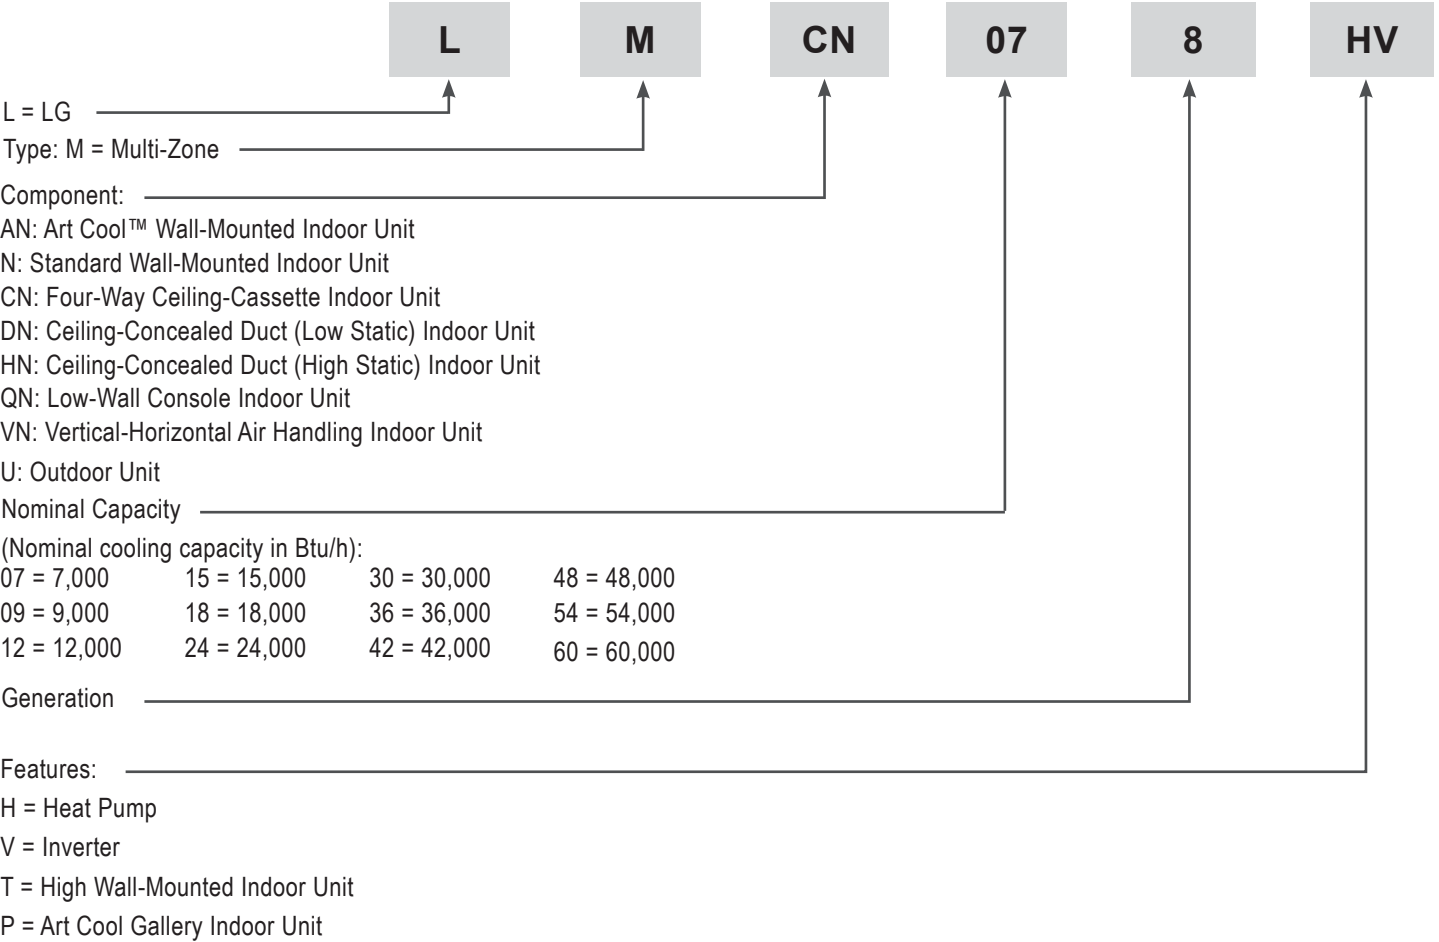 L M CN 07 8 HV
L = LG
Type: M = Multi-Zone
Component:
AN: Art Cool™ Wall-Mounted Indoor Unit
N: Standard Wall-Mounted Indoor Unit
CN: Four-Way Ceiling-Cassette Indoor Unit
DN: Ceiling-Concealed Duct (Low Static) Indoor Unit
HN: Ceiling-Concealed Duct (High Static) Indoor Unit
QN: Low-Wall Console Indoor Unit
VN: Vertical-Horizontal Air Handling Indoor Unit
U: Outdoor Unit
Nominal Capacity
(Nominal cooling capacity in Btu/h):
07 = 7,000 15 = 15,000 30 = 30,000 48 = 48,000
09 = 9,000 18 = 18,000 36 = 36,000 54 = 54,000
12 = 12,000 24 = 24,000 42 = 42,000 60 = 60,000
Generation
Features:
H = Heat Pump
V = Inverter
T = High Wall-Mounted Indoor Unit
P = Art Cool Gallery Indoor Unit